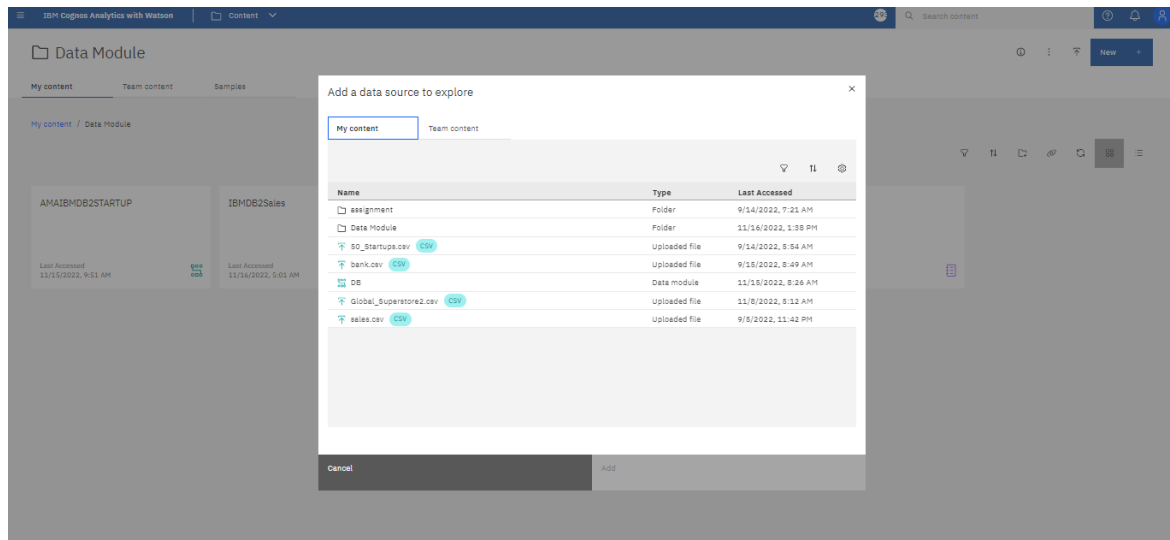 IBM Cognos Analytics with Watson
Content
293
Search content
Data Module
New +
My content
Team content
Samples
My content / Data Module
AMAIBMDB2STARTUP
Last Accessed
11/15/2022, 9:51 AM
IBMDB2Sales
Last Accessed
11/16/2022, 5:01 AM
Add a data source to explore
My content
Team content
Name Type Last Accessed
assignment Folder 9/14/2022, 7:21 AM
Data Module Folder 11/16/2022, 1:38 PM
50_Startups.csv CSV Uploaded file 9/14/2022, 5:54 AM
bank.csv CSV Uploaded file 9/15/2022, 8:49 AM
DB Data module 11/15/2022, 8:26 AM
Global_Superstore2.csv CSV Uploaded file 11/8/2022, 5:12 AM
sales.csv CSV Uploaded file 9/5/2022, 11:42 PM
Cancel
Add